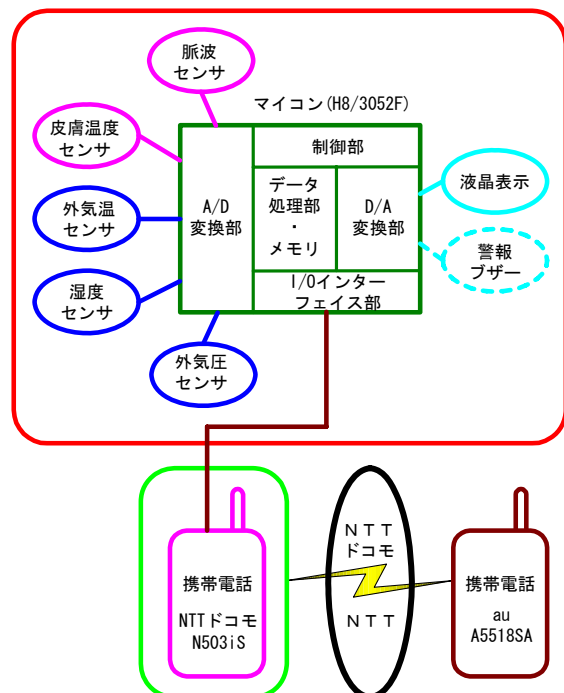 脈波
センサ
マイコン(H8/3052F)
皮膚温度
センサ
制御部
A/D
変換部
データ
処理部
・
メモリ
D/A
変換部
液晶表示
外気温
センサ
警報
ブザー
I/Oインター
フェイス部
湿度
センサ
外気圧
センサ
携帯電話
NTTドコモ
N503iS
NTT
ドコモ
NTT
携帯電話
au
A5518SA